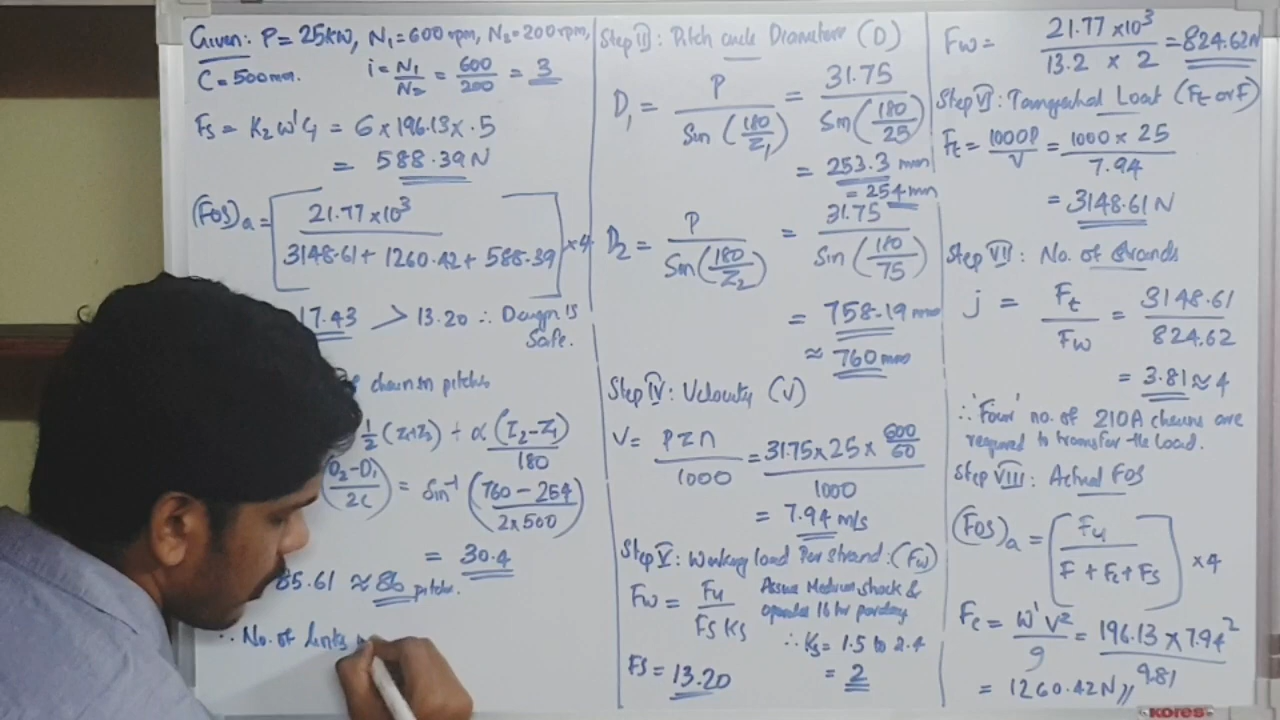 Given: P = 25kW, N₁ = 600 rpm, N₂ = 200 rpm,
C = 500mm. i = N₁/N₂ = 600/200 = 3
Fs = K₂ w' C₁ = 6 × 196.13 × .5
= 588.39 N
(FOS)a = [21.77 × 10³ / 3148.61 + 1260.42 + 588.39] × 4
17.43 > 13.20 ∴ Design is
Safe.
chain in pitches
1/2 (Z₁+Z₂) + α (Z₂-Z₁)/180
(D₂-D₁/2C) = Sin⁻¹ (760 - 254 / 2×500)
= 30.4
85.61 ≈ 86 pitches.
∴ No. of links
Step III: Pitch circle Diameter (D)
D₁ = P / Sin(180/Z₁) = 31.75 / Sin(180/25)
= 253.3 mm
= 254 mm
D₂ = P / Sin(180/Z₂) = 31.75 / Sin(180/75)
= 758.19 mm
≈ 760 mm
Step IV: Velocity (V)
V = PZn/1000 = 31.75 × 25 × 600/60 / 1000
= 7.94 m/s
Step V: Working load Per strand: (Fw)
Fw = Fu / Fs Ks
Assume Medium shock &
operates 16 hr per day
∴ Ks = 1.5 to 2.4
= 2
FS = 13.20
Fw = 21.77 × 10³ / 13.2 × 2 = 824.62N
Step VI: Tangential Load (Ft or F)
Ft = 1000P/V = 1000 × 25 / 7.94
= 3148.61 N
Step VII: No. of Strands
j = Ft/Fw = 3148.61/824.62
= 3.81 ≈ 4
∴ 'Four' no. of 210A chains are
required to transfer the load.
Step VIII: Actual FOS
(FOS)a = [Fu / F + Fc + Fs] × 4
Fc = w' V²/g = 196.13 × 7.94² / 9.81
= 1260.42N //
KORES